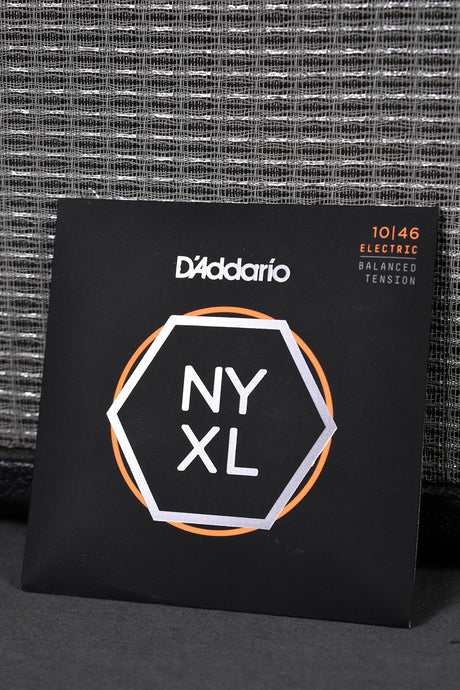 10|46
ELECTRIC
BALANCED
TENSION
D'Addario
NY
XL